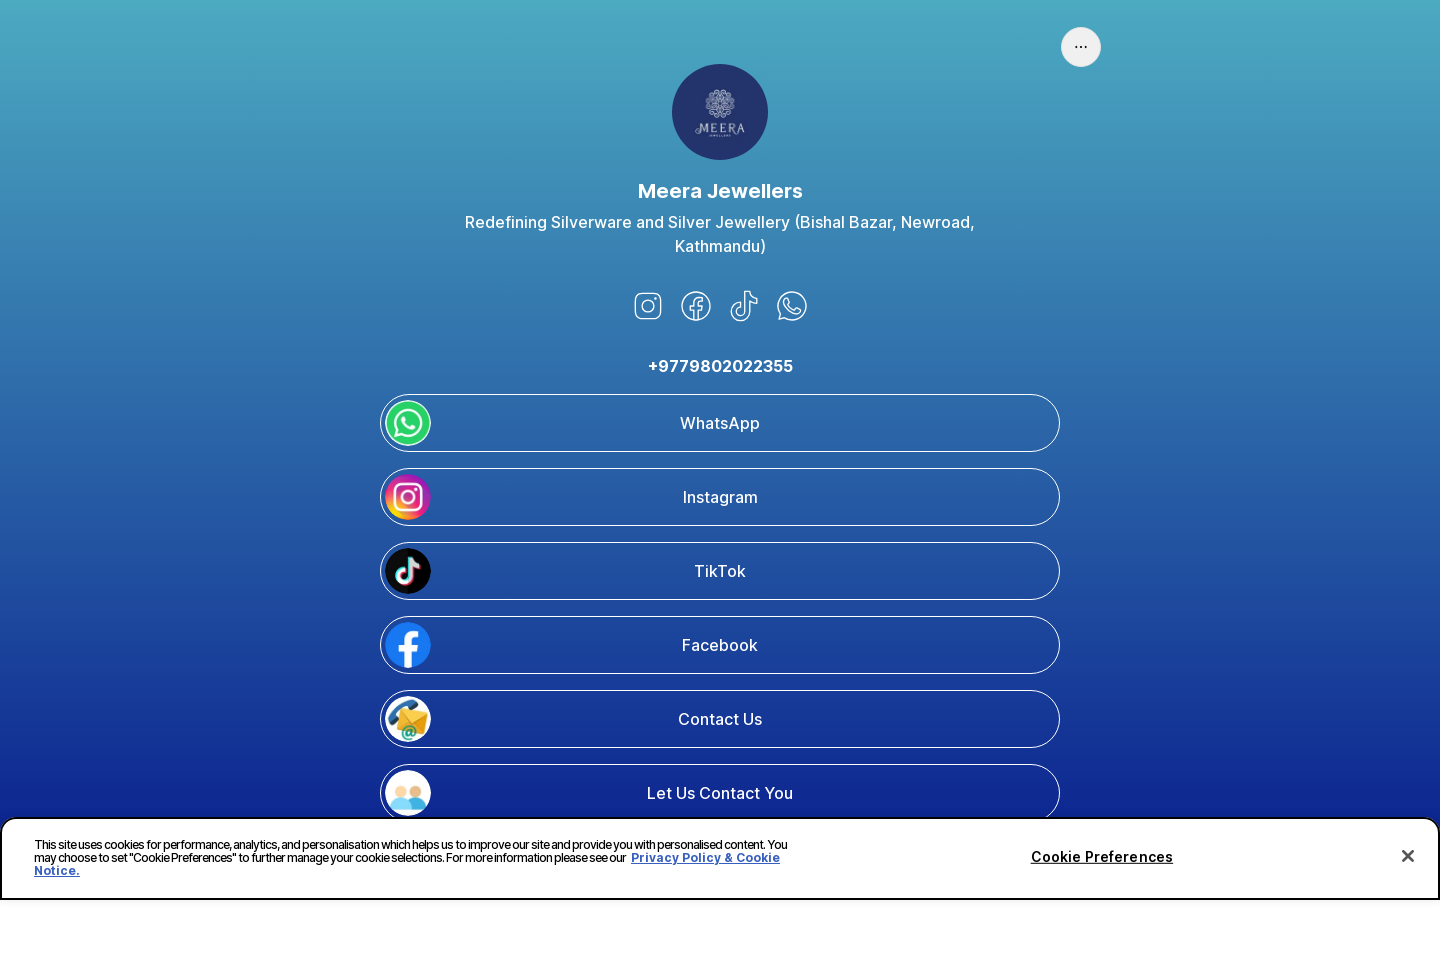 MEERA
JEWELLERS
Meera Jewellers
Redefining Silverware and Silver Jewellery (Bishal Bazar, Newroad,
Kathmandu)
+9779802022355
WhatsApp
Instagram
TikTok
Facebook
@
Contact Us
Let Us Contact You
This site uses cookies for performance, analytics, and personalisation which helps us to improve our site and provide you with personalised content. You
may choose to set "Cookie Preferences" to further manage your cookie selections. For more information please see our Privacy Policy & Cookie
Notice.
Cookie Preferences